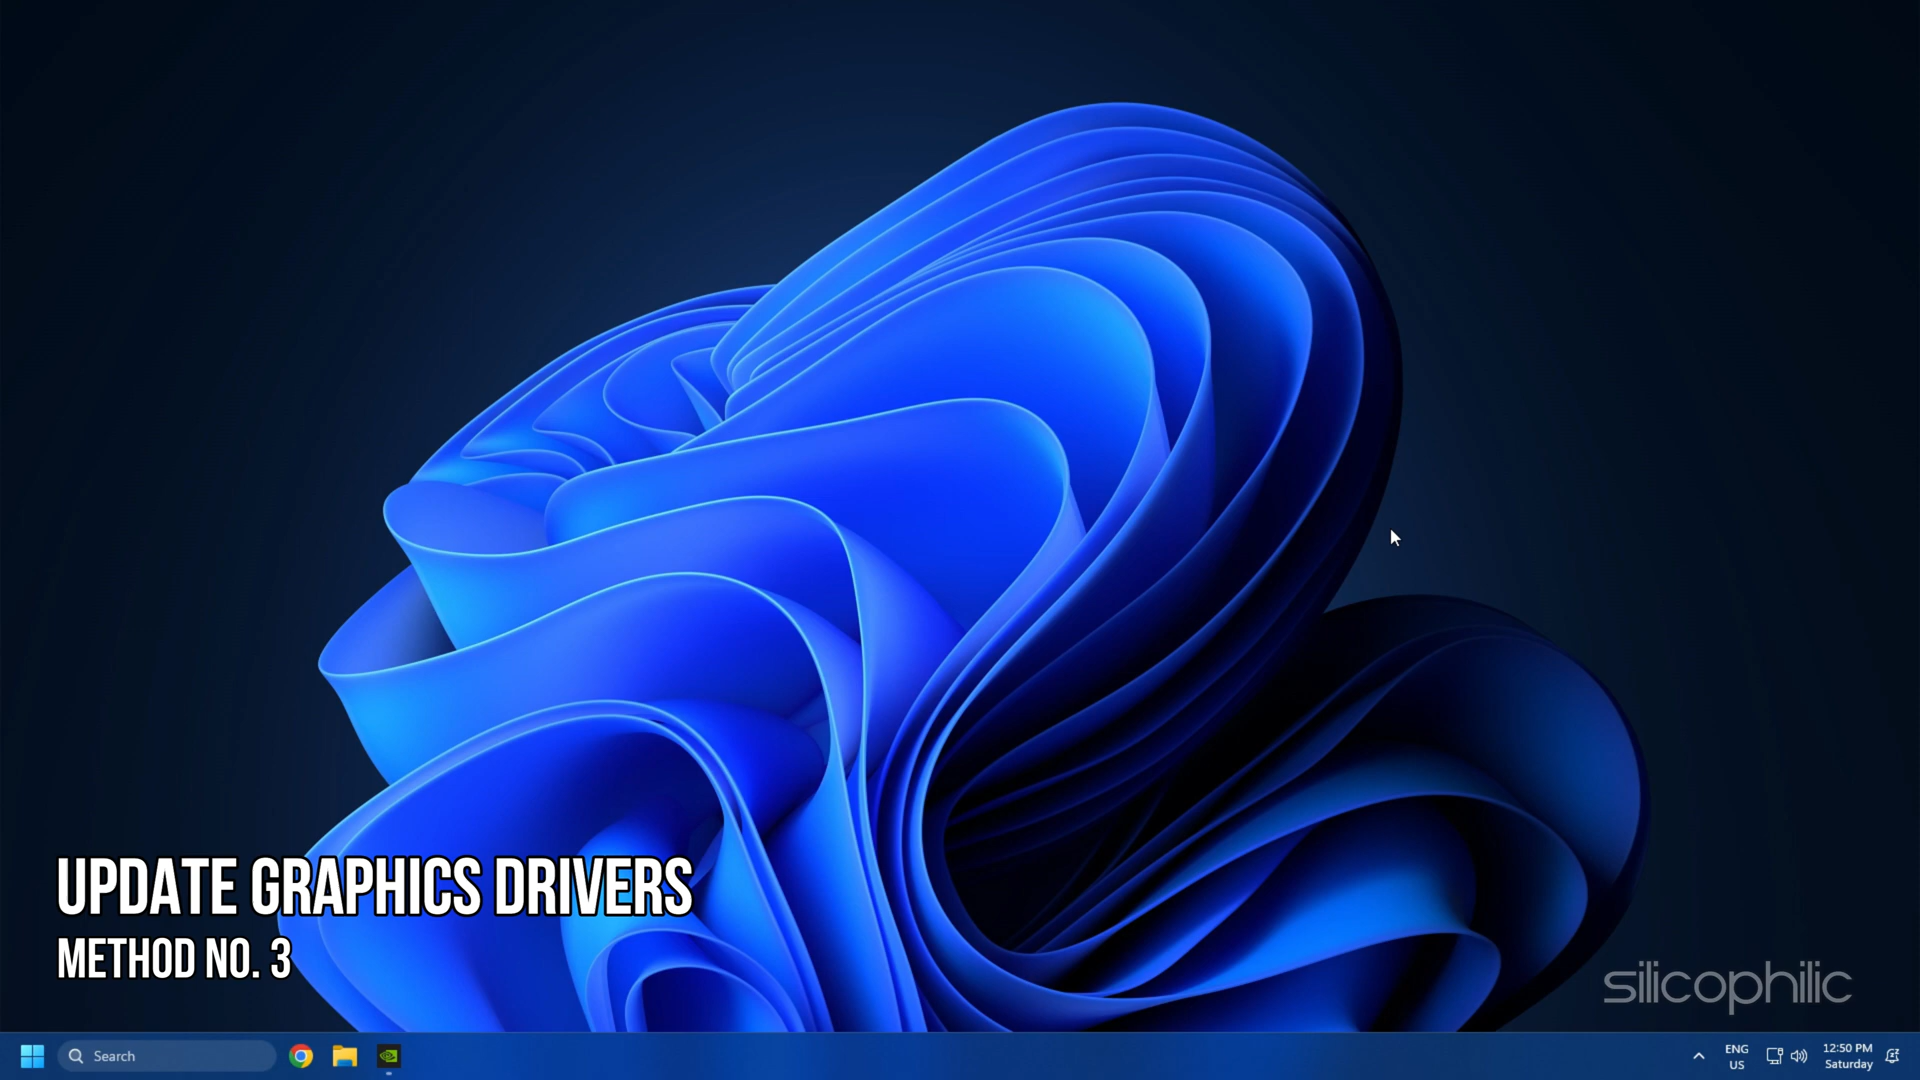 UPDATE GRAPHICS DRIVERS
METHOD NO. 3
silicophilic
Search
ENG
US
12:50 PM
Saturday